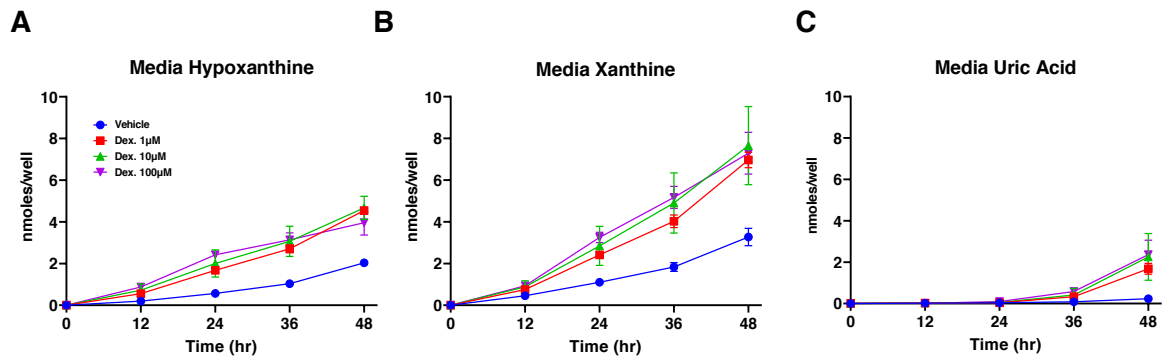 A
Media Hypoxanthine
nmoles/well
10
8
6
4
2
0
Vehicle
Dex. 1µM
Dex. 10µM
Dex. 100µM
0 12 24 36 48
Time (hr)
B
Media Xanthine
nmoles/well
10
8
6
4
2
0
0 12 24 36 48
Time (hr)
C
Media Uric Acid
nmoles/well
10
8
6
4
2
0
0 12 24 36 48
Time (hr)